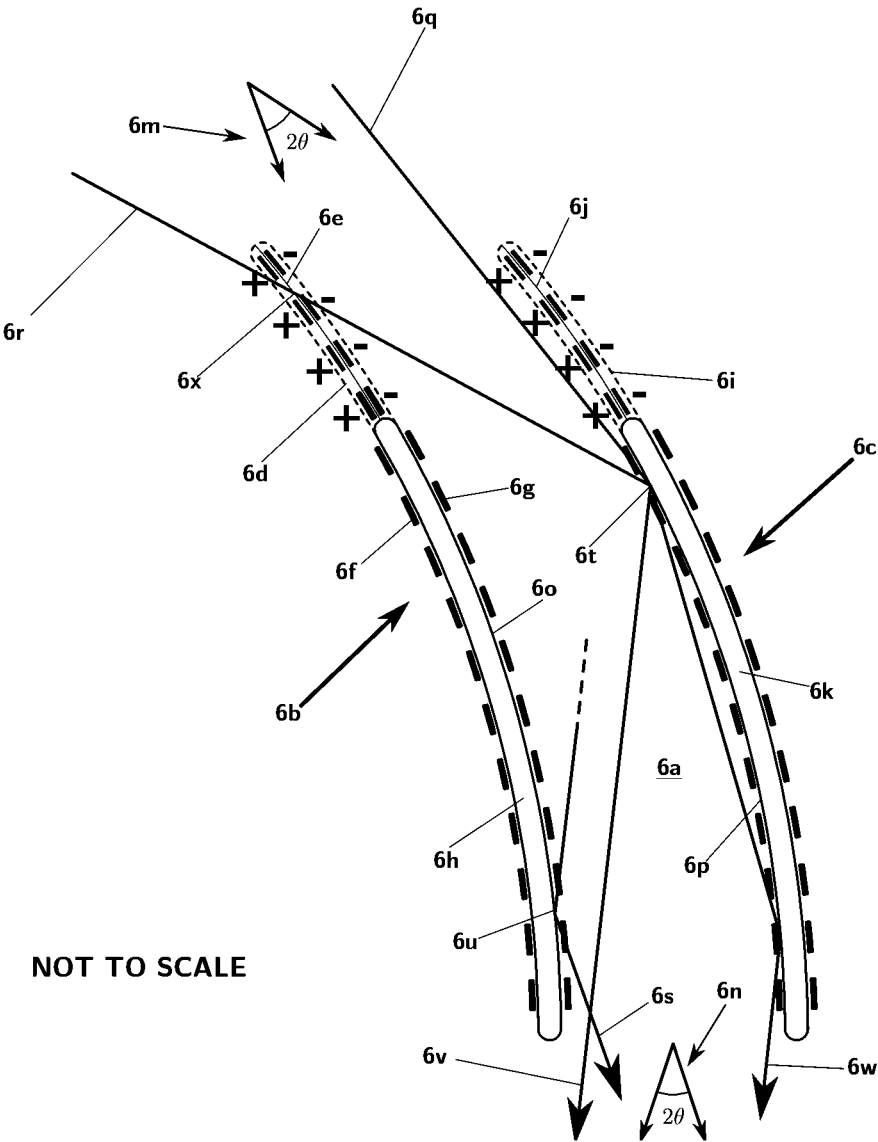 6q
6m
2θ
6e
6j
-
-
+
+
-
-
+
+
6r
-
-
+
+
6x
6i
-
-
+
+
6d
6c
6g
6t
6f
6o
6b
6k
6a
6h
6p
6u
NOT TO SCALE
6s
6n
6v
6w
2θ